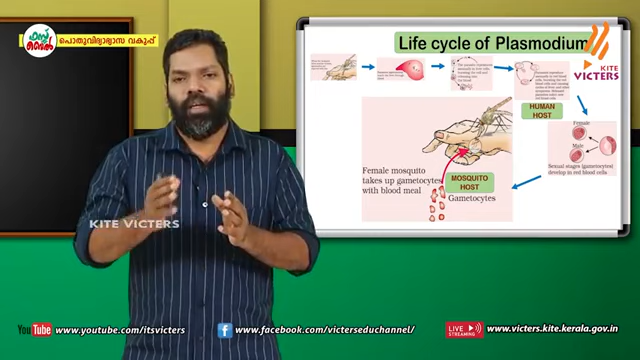 ഫസ്റ്റ് ബെൽ
പൊതുവിദ്യാഭ്യാസ വകുപ്പ്
Life cycle of Plasmodium
KITE
VICTERS
HUMAN
HOST
Female
Male
Sexual stages (gametocytes)
develop in red blood cells
Female mosquito
takes up gametocytes
with blood meal
MOSQUITO
HOST
Gametocytes
KITE VICTERS
YouTube www.youtube.com/itsvicters
f www.facebook.com/victerseduchannel/
LIVE
STREAMING
www.victers.kite.kerala.gov.in